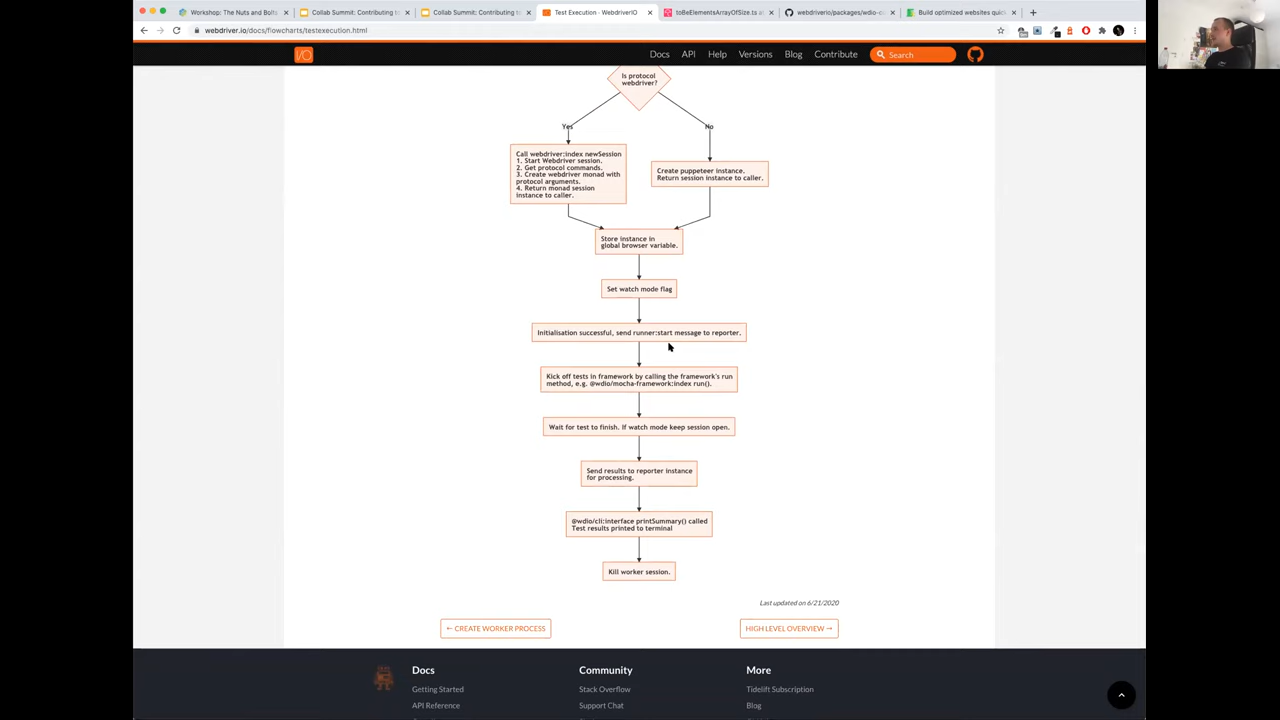 Workshop: The Nuts and Bolts
Collab Summit: Contributing to
Collab Summit: Contributing to
Test Execution · WebdriverIO
toBeElementsArrayOfSize.ts at
webdriverio/packages/wdio-cl
Build optimized websites quick
webdriver.io/docs/flowcharts/testexecution.html
I/O
Docs
API
Help
Versions
Blog
Contribute
Search
Is protocol
webdriver?
Yes
No
Call webdriver:index newSession
1. Start Webdriver session.
2. Get protocol commands.
3. Create webdriver monad with
protocol arguments.
4. Return monad session
instance to caller.
Create puppeteer instance.
Return session instance to caller.
Store instance in
global browser variable.
Set watch mode flag
Initialisation successful, send runner:start message to reporter.
Kick off tests in framework by calling the framework's run
method, e.g. @wdio/mocha-framework:index run().
Wait for test to finish. If watch mode keep session open.
Send results to reporter instance
for processing.
@wdio/cli:interface printSummary() called
Test results printed to terminal
Kill worker session.
Last updated on 6/21/2020
← CREATE WORKER PROCESS
HIGH LEVEL OVERVIEW →
Docs
Community
More
Getting Started
Stack Overflow
Tidelift Subscription
API Reference
Support Chat
Blog